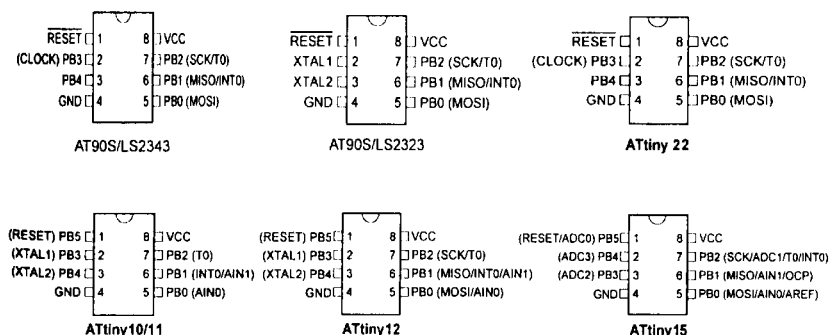 RESET 1 8 VCC
(CLOCK) PB3 2 7 PB2 (SCK/T0)
PB4 3 6 PB1 (MISO/INT0)
GND 4 5 PB0 (MOSI)
AT90S/LS2343
RESET 1 8 VCC
XTAL1 2 7 PB2 (SCK/T0)
XTAL2 3 6 PB1 (MISO/INT0)
GND 4 5 PB0 (MOSI)
AT90S/LS2323
RESET 1 8 VCC
(CLOCK) PB3 2 7 PB2 (SCK/T0)
PB4 3 6 PB1 (MISO/INT0)
GND 4 5 PB0 (MOSI)
ATtiny 22
(RESET) PB5 1 8 VCC
(XTAL1) PB3 2 7 PB2 (T0)
(XTAL2) PB4 3 6 PB1 (INT0/AIN1)
GND 4 5 PB0 (AIN0)
ATtiny10/11
(RESET) PB5 1 8 VCC
(XTAL1) PB3 2 7 PB2 (SCK/T0)
(XTAL2) PB4 3 6 PB1 (MISO/INT0/AIN1)
GND 4 5 PB0 (MOSI/AIN0)
ATtiny12
(RESET/ADC0) PB5 1 8 VCC
(ADC3) PB4 2 7 PB2 (SCK/ADC1/T0/INT0)
(ADC2) PB3 3 6 PB1 (MISO/AIN1/OCP)
GND 4 5 PB0 (MOSI/AIN0/AREF)
ATtiny15